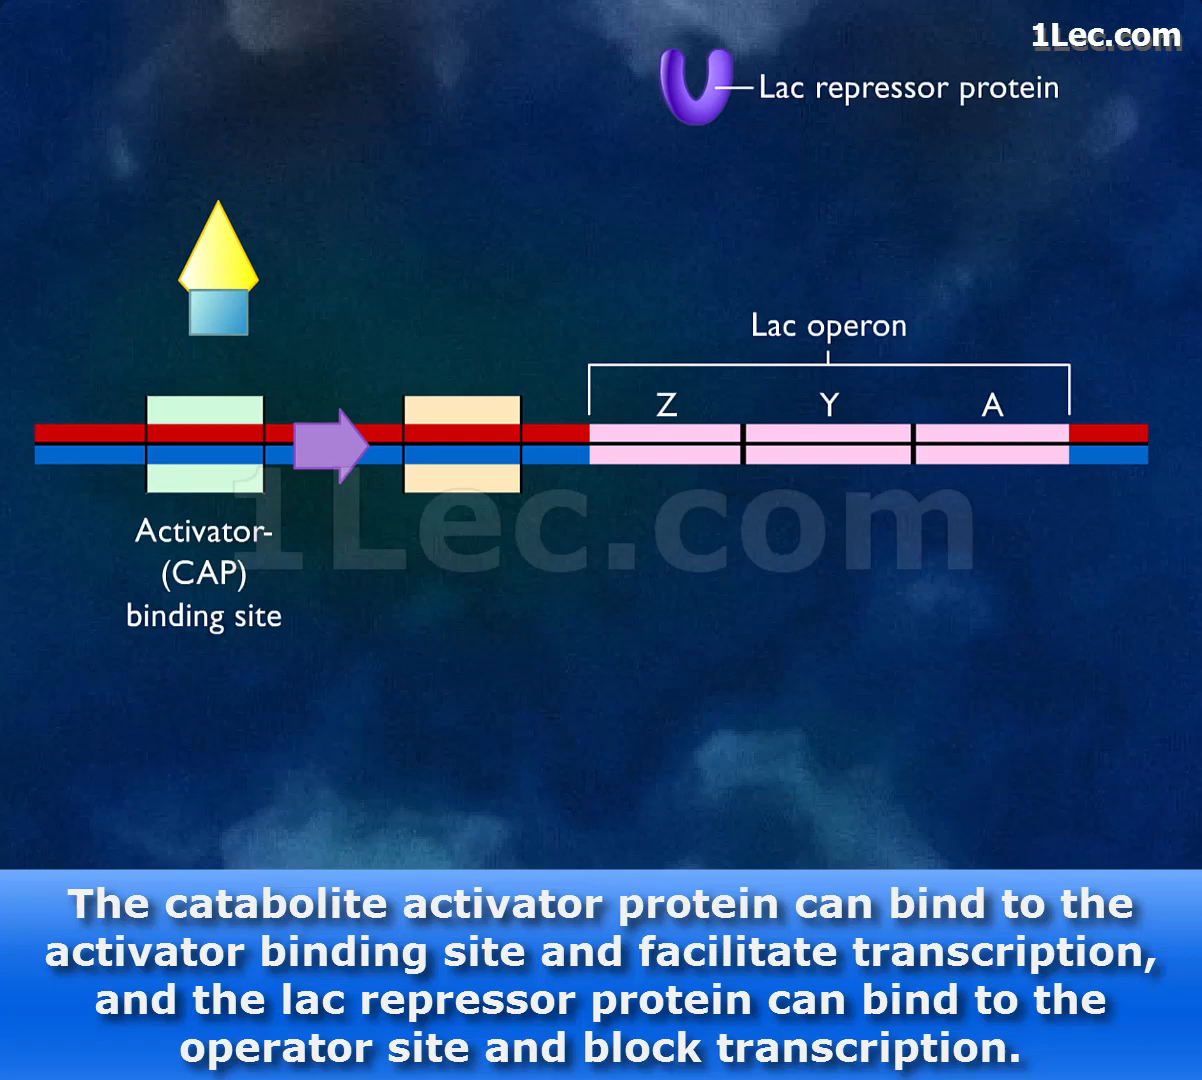 1Lec.com
Lac repressor protein
Lac operon
Z Y A
1Lec.com
Activator-
(CAP)
binding site
The catabolite activator protein can bind to the
activator binding site and facilitate transcription,
and the lac repressor protein can bind to the
operator site and block transcription.